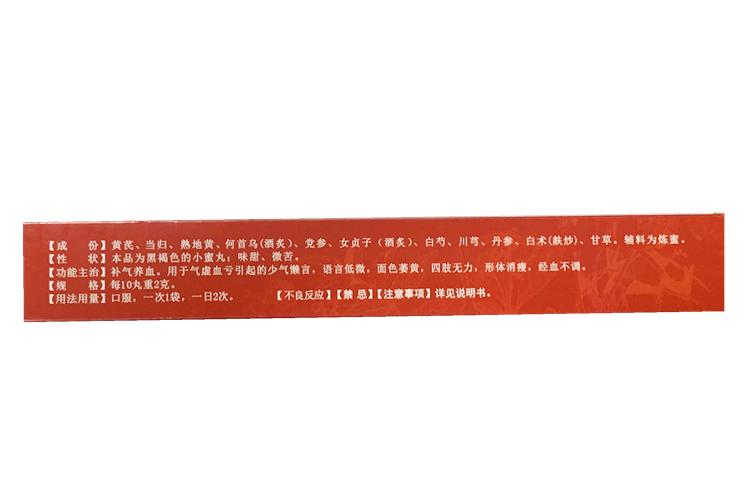 【成　份】黄芪、当归、熟地黄、何首乌(酒炙)、党参、女贞子（酒炙）、白芍、川芎、丹参、白术(麸炒)、甘草。辅料为炼蜜。
【性　状】本品为黑褐色的小蜜丸；味甜、微苦。
【功能主治】补气养血。用于气虚血亏引起的少气懒言，语言低微，面色萎黄，四肢无力，形体消瘦，经血不调。
【规　格】每10丸重2克。
【用法用量】口服，一次1袋，一日2次。　【不良反应】【禁 忌】【注意事项】详见说明书。